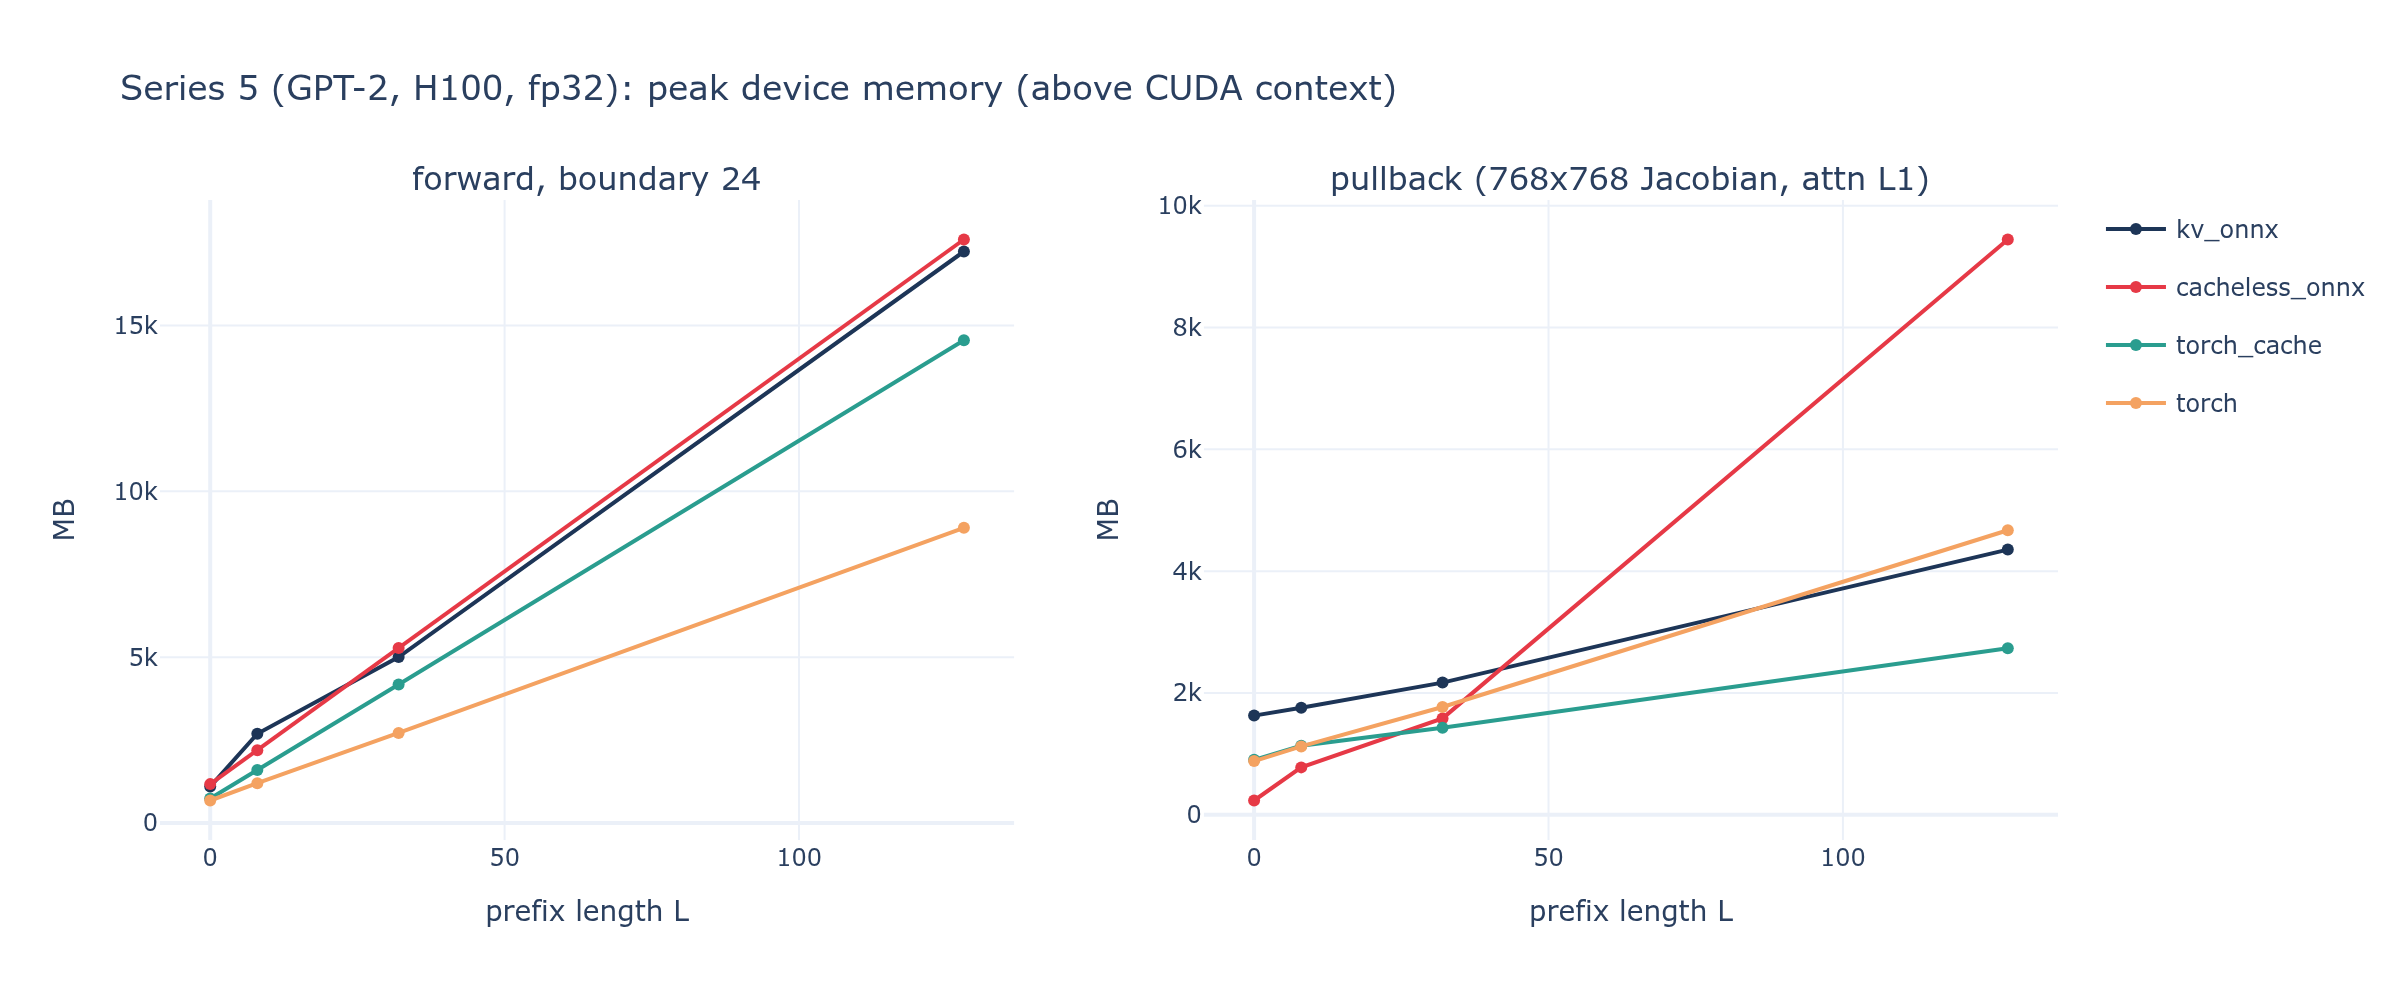 Series 5 (GPT-2, H100, fp32): peak device memory (above CUDA context)
forward, boundary 24
MB
15k
10k
5k
0
0 50 100
prefix length L
pullback (768x768 Jacobian, attn L1)
MB
10k
8k
6k
4k
2k
0
0 50 100
prefix length L
kv_onnx
cacheless_onnx
torch_cache
torch